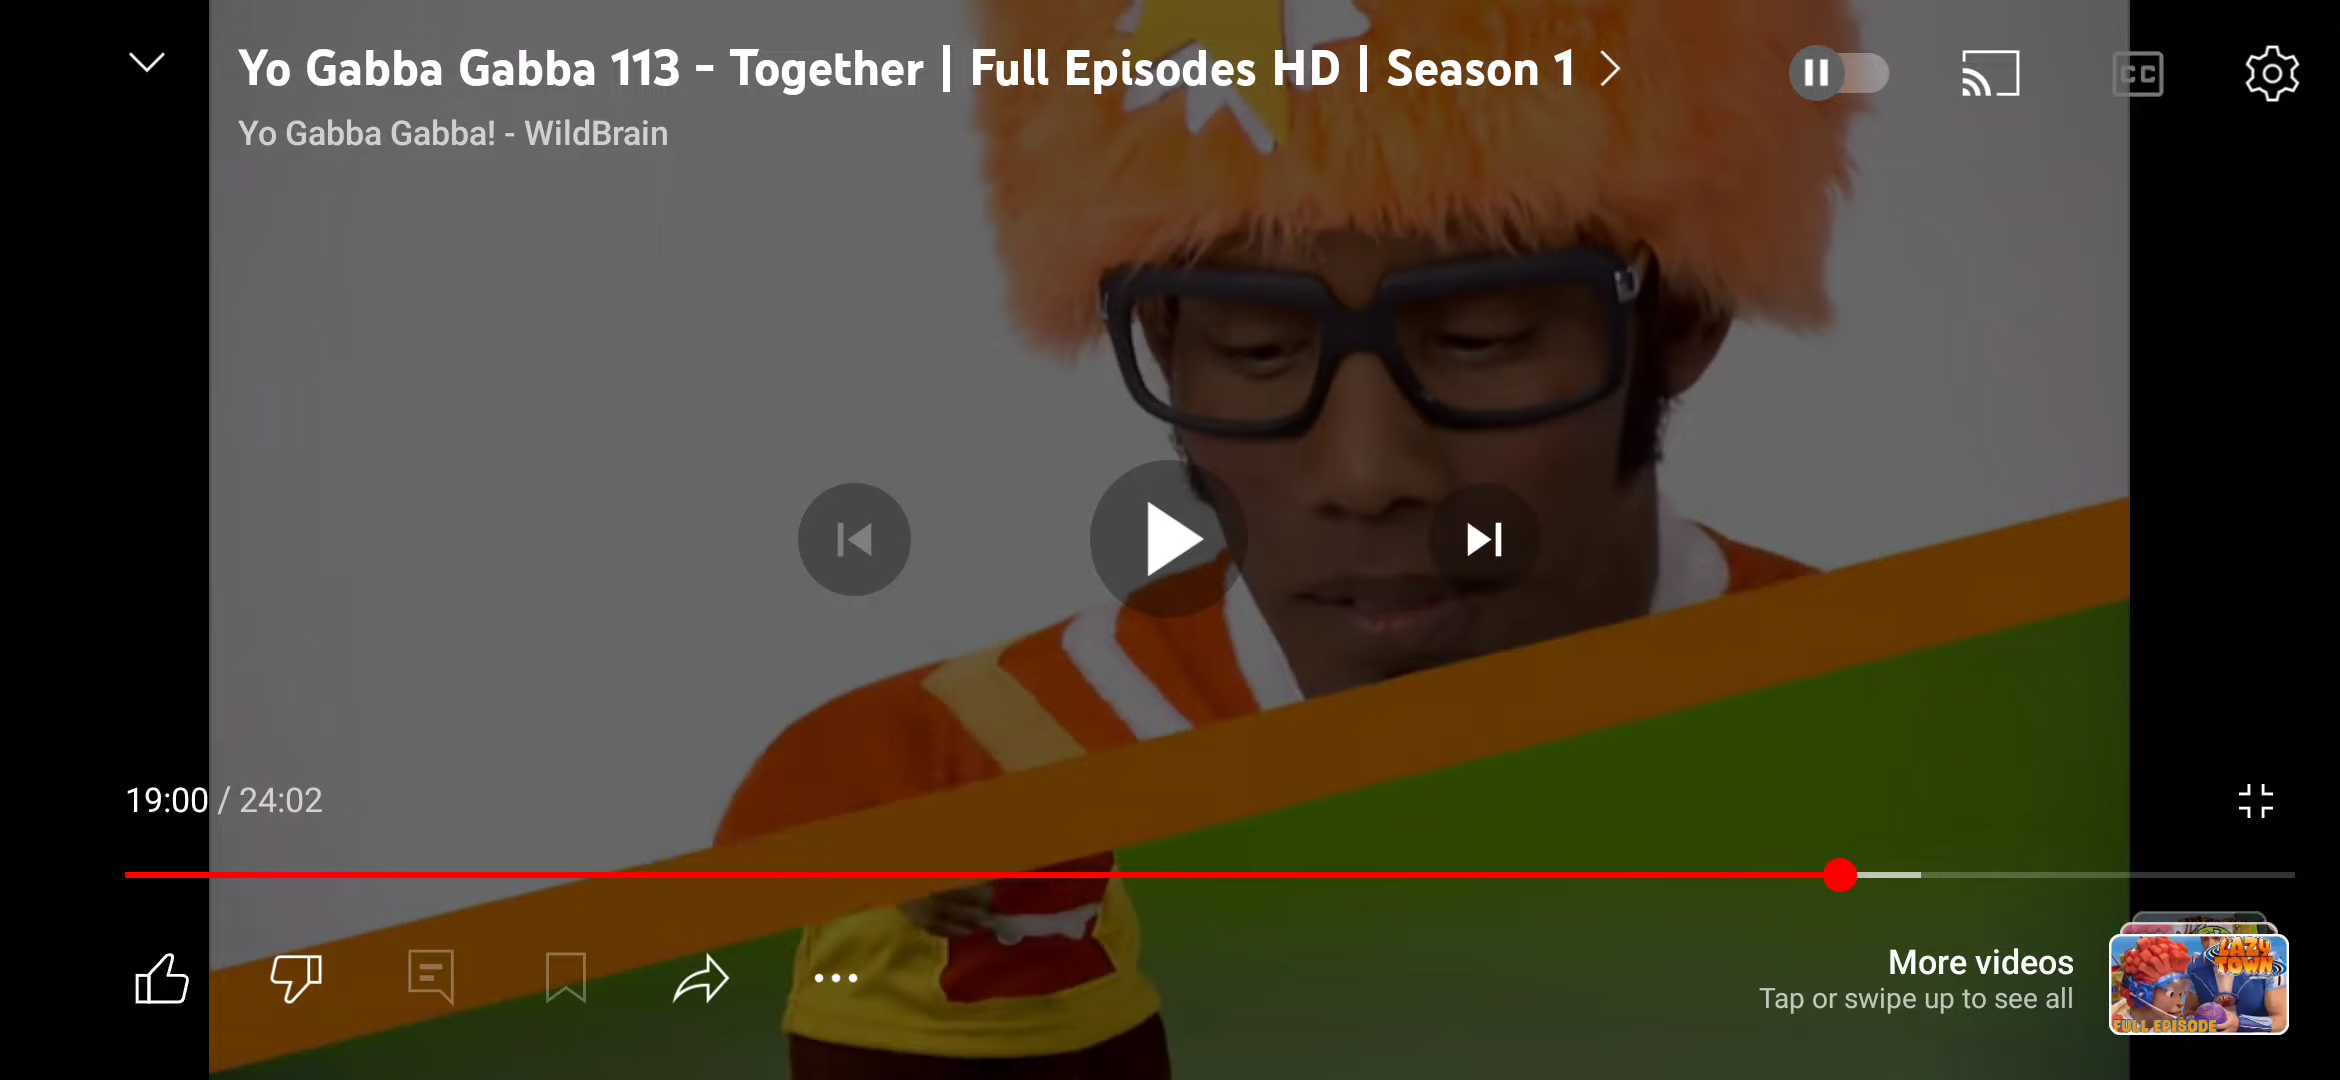 Yo Gabba Gabba 113 - Together | Full Episodes HD | Season 1
Yo Gabba Gabba! - WildBrain
CC
19:00 / 24:02
More videos
Tap or swipe up to see all
LAZY
TOWN
FULL EPISODE